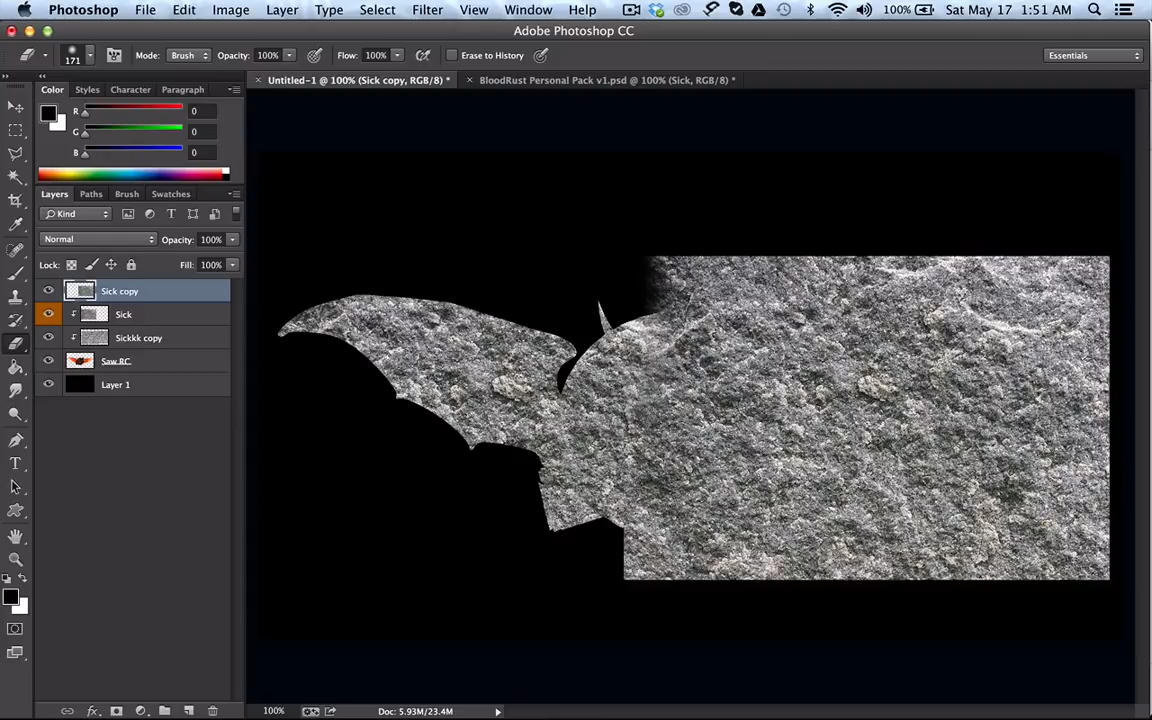 Photoshop File Edit Image Layer Type Select Filter View Window Help 100% Sat May 17 1:51 AM
Adobe Photoshop CC
171 Mode: Brush Opacity: 100% Flow: 100% Erase to History Essentials
× Untitled-1 @ 100% (Sick copy, RGB/8) * × BloodRust Personal Pack v1.psd @ 100% (Sick, RGB/8) *
Color Styles Character Paragraph
R 0
G 0
B 0
Layers Paths Brush Swatches
Kind
Normal Opacity: 100%
Lock: Fill: 100%
Sick copy
Sick
Sickkk copy
Saw RC
Layer 1
fx
100% Doc: 5.93M/23.4M